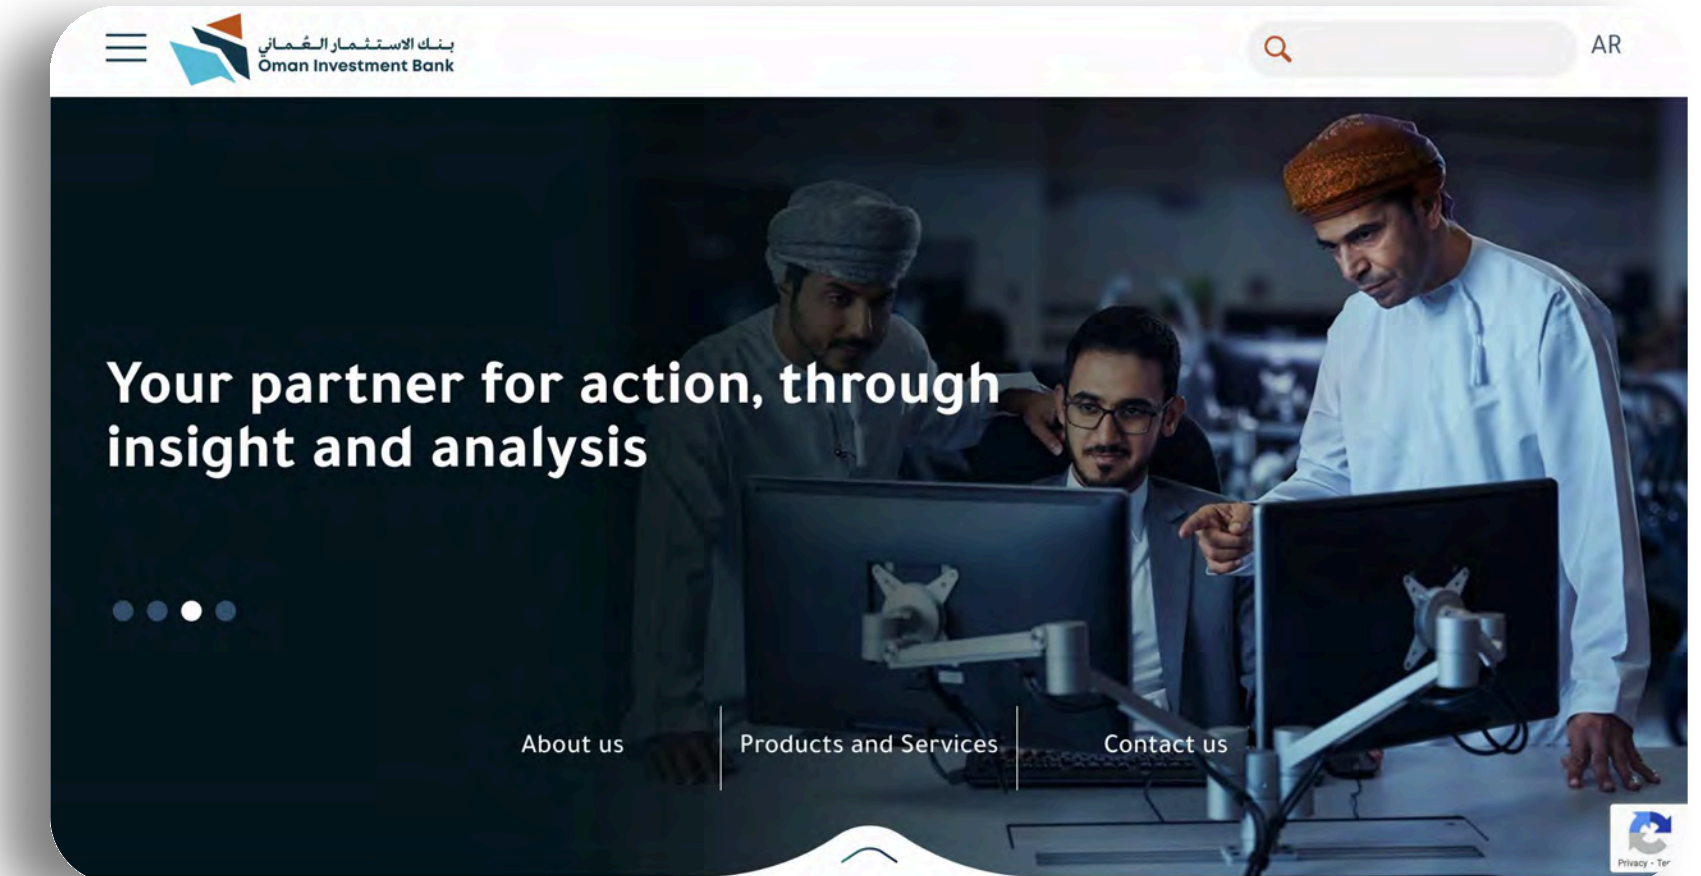 بنك الاستثمار العُماني
Oman Investment Bank
AR
Your partner for action, through
insight and analysis
About us
Products and Services
Contact us
Privacy -